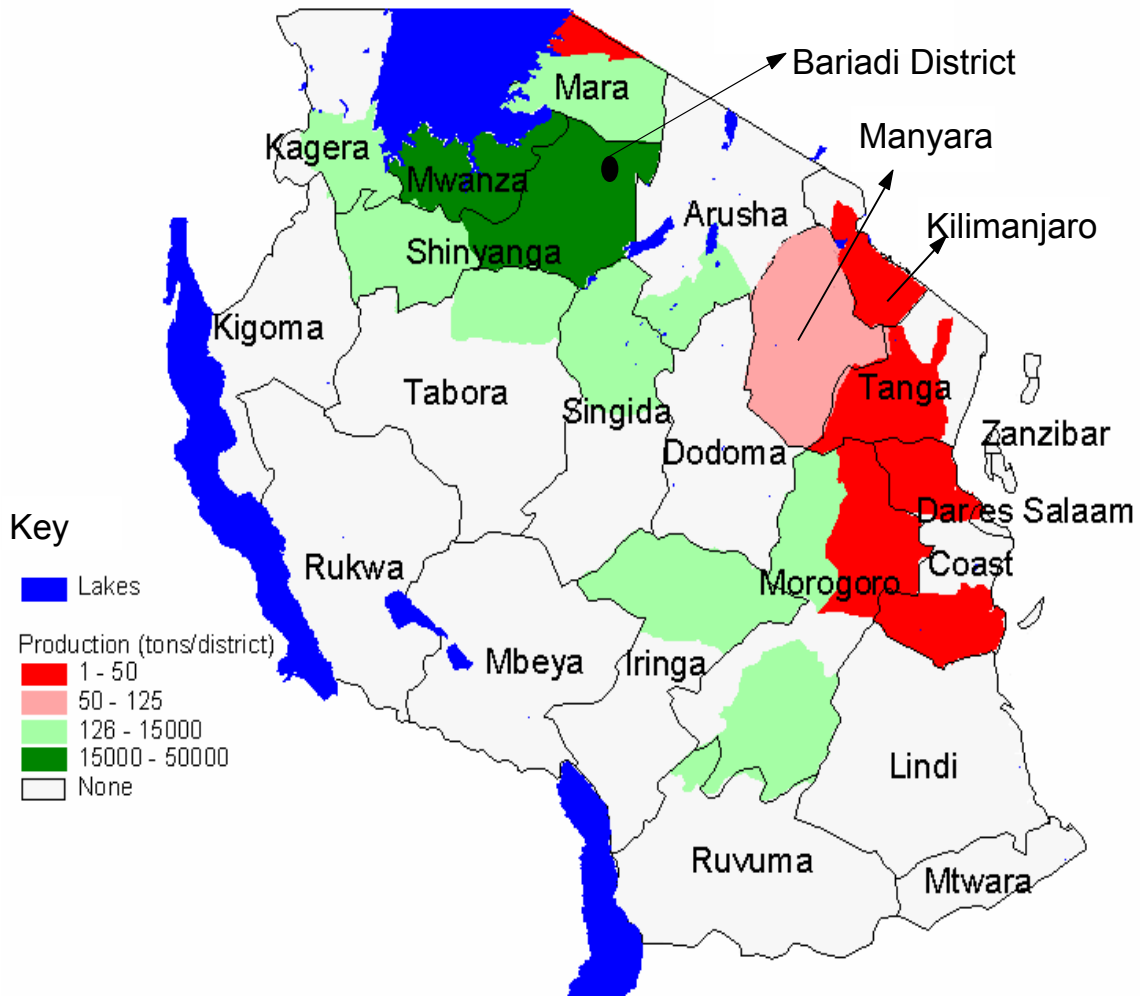 Bariadi District
Mara
Manyara
Kagera
Mwanza
Arusha
Kilimanjaro
Shinyanga
Kigoma
Tabora
Singida
Tanga
Dodoma
Zanzibar
Dar es Salaam
Key
Rukwa
Morogoro
Coast
Lakes
Production (tons/district)
Mbeya
Iringa
1 - 50
50 - 125
126 - 15000
15000 - 50000
None
Lindi
Ruvuma
Mtwara